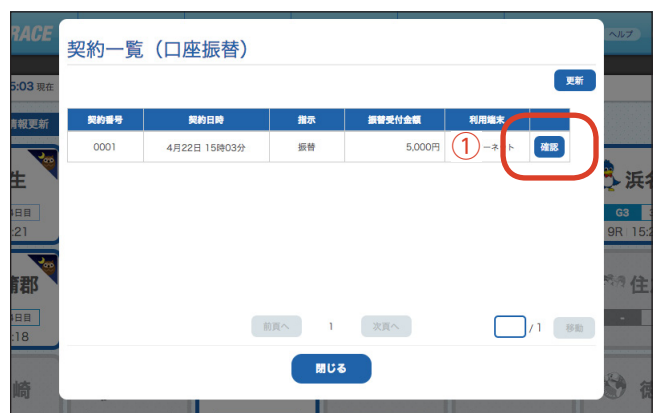 RACE
ヘルプ
契約一覧（口座振替）
5:03 現在
更新
情報更新
契約番号 契約日時 指示 振替受付金額 利用端末
0001 4月22日 15時03分 振替 5,000円 ① ーネット 確認
生
浜名
日目
G3
:21
9R 15:2
蒲郡
住
日目
-
:18
前頁へ 1 次頁へ / 1 移動
閉じる
崎
徳